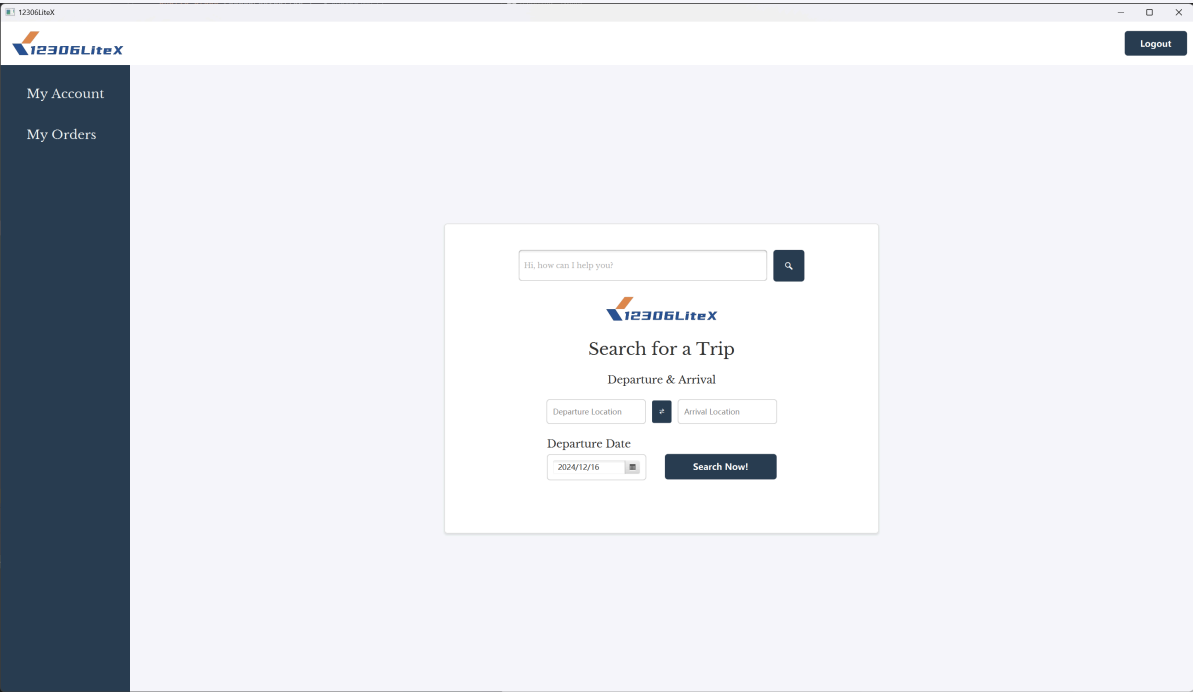 12306LiteX
12306LiteX
Logout
My Account
My Orders
Hi, how can I help you?
12306LiteX
Search for a Trip
Departure & Arrival
Departure Location
Arrival Location
Departure Date
2024/12/16
Search Now!